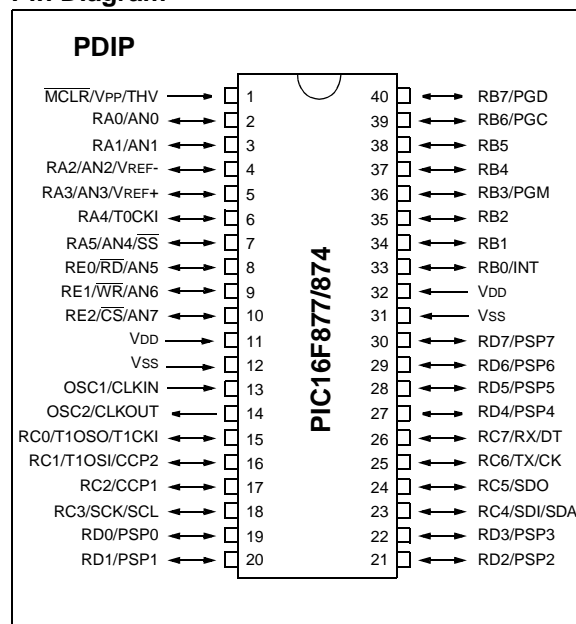 PDIP
MCLR/VPP/THV 1 40 RB7/PGD
RA0/AN0 2 39 RB6/PGC
RA1/AN1 3 38 RB5
RA2/AN2/VREF- 4 37 RB4
RA3/AN3/VREF+ 5 36 RB3/PGM
RA4/T0CKI 6 35 RB2
RA5/AN4/SS 7 34 RB1
RE0/RD/AN5 8 33 RB0/INT
RE1/WR/AN6 9 32 VDD
RE2/CS/AN7 10 31 VSS
VDD 11 30 RD7/PSP7
VSS 12 29 RD6/PSP6
OSC1/CLKIN 13 28 RD5/PSP5
OSC2/CLKOUT 14 27 RD4/PSP4
RC0/T1OSO/T1CKI 15 26 RC7/RX/DT
RC1/T1OSI/CCP2 16 25 RC6/TX/CK
RC2/CCP1 17 24 RC5/SDO
RC3/SCK/SCL 18 23 RC4/SDI/SDA
RD0/PSP0 19 22 RD3/PSP3
RD1/PSP1 20 21 RD2/PSP2
PIC16F877/874